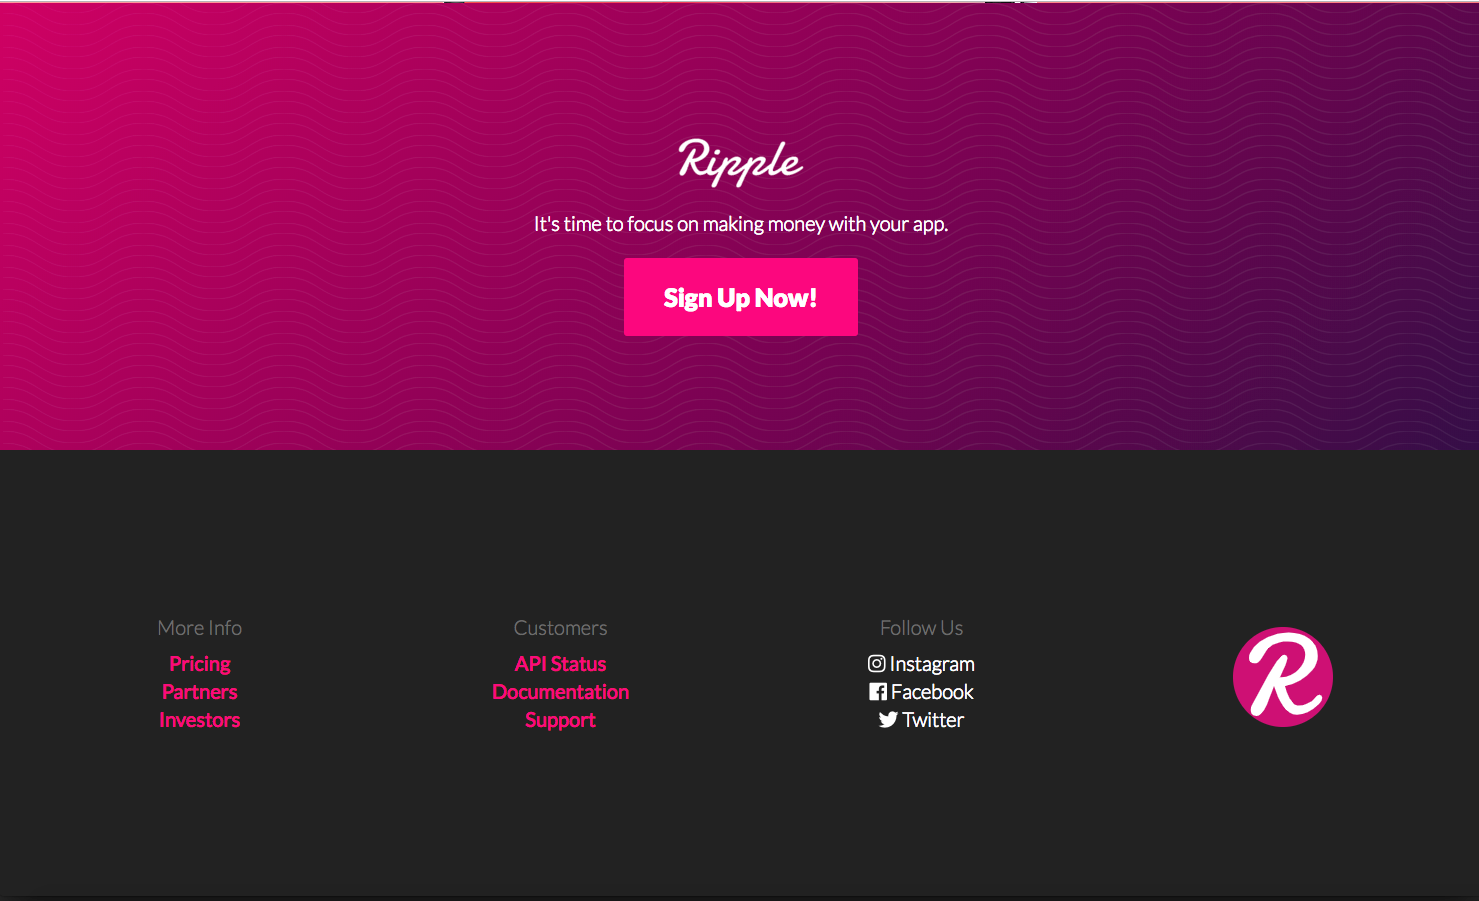 Ripple
It's time to focus on making money with your app.
Sign Up Now!
More Info
Pricing
Partners
Investors
Customers
API Status
Documentation
Support
Follow Us
Instagram
Facebook
Twitter
R